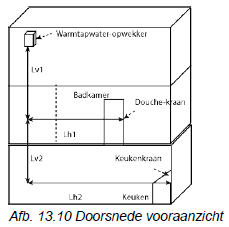 Warmtapwater-opwekker
Lv1
Badkamer
Douche-kraan
Lh1
Lv2
Keukenkraan
Lh2
Keuken
Afb. 13.10 Doorsnede vooraanzicht